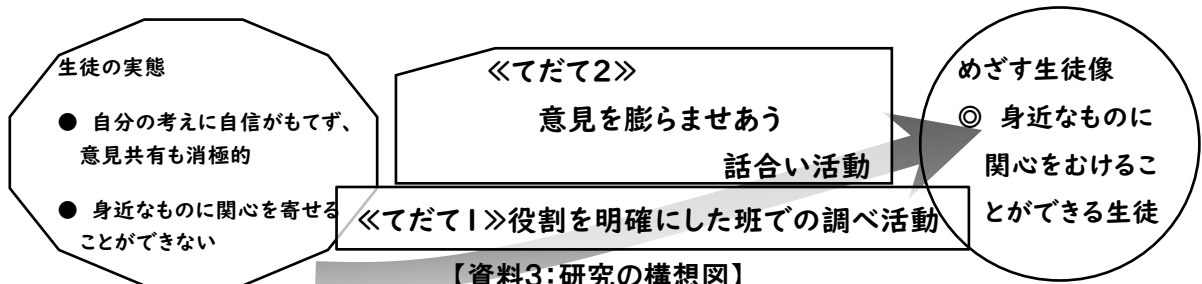 生徒の実態
● 自分の考えに自信がもてず、
意見共有も消極的
● 身近なものに関心を寄せる
ことができない
≪てだて2≫
意見を膨らませあう
話合い活動
≪てだて1≫役割を明確にした班での調べ活動
めざす生徒像
◎ 身近なものに
関心をむけるこ
とができる生徒
【資料3:研究の構想図】